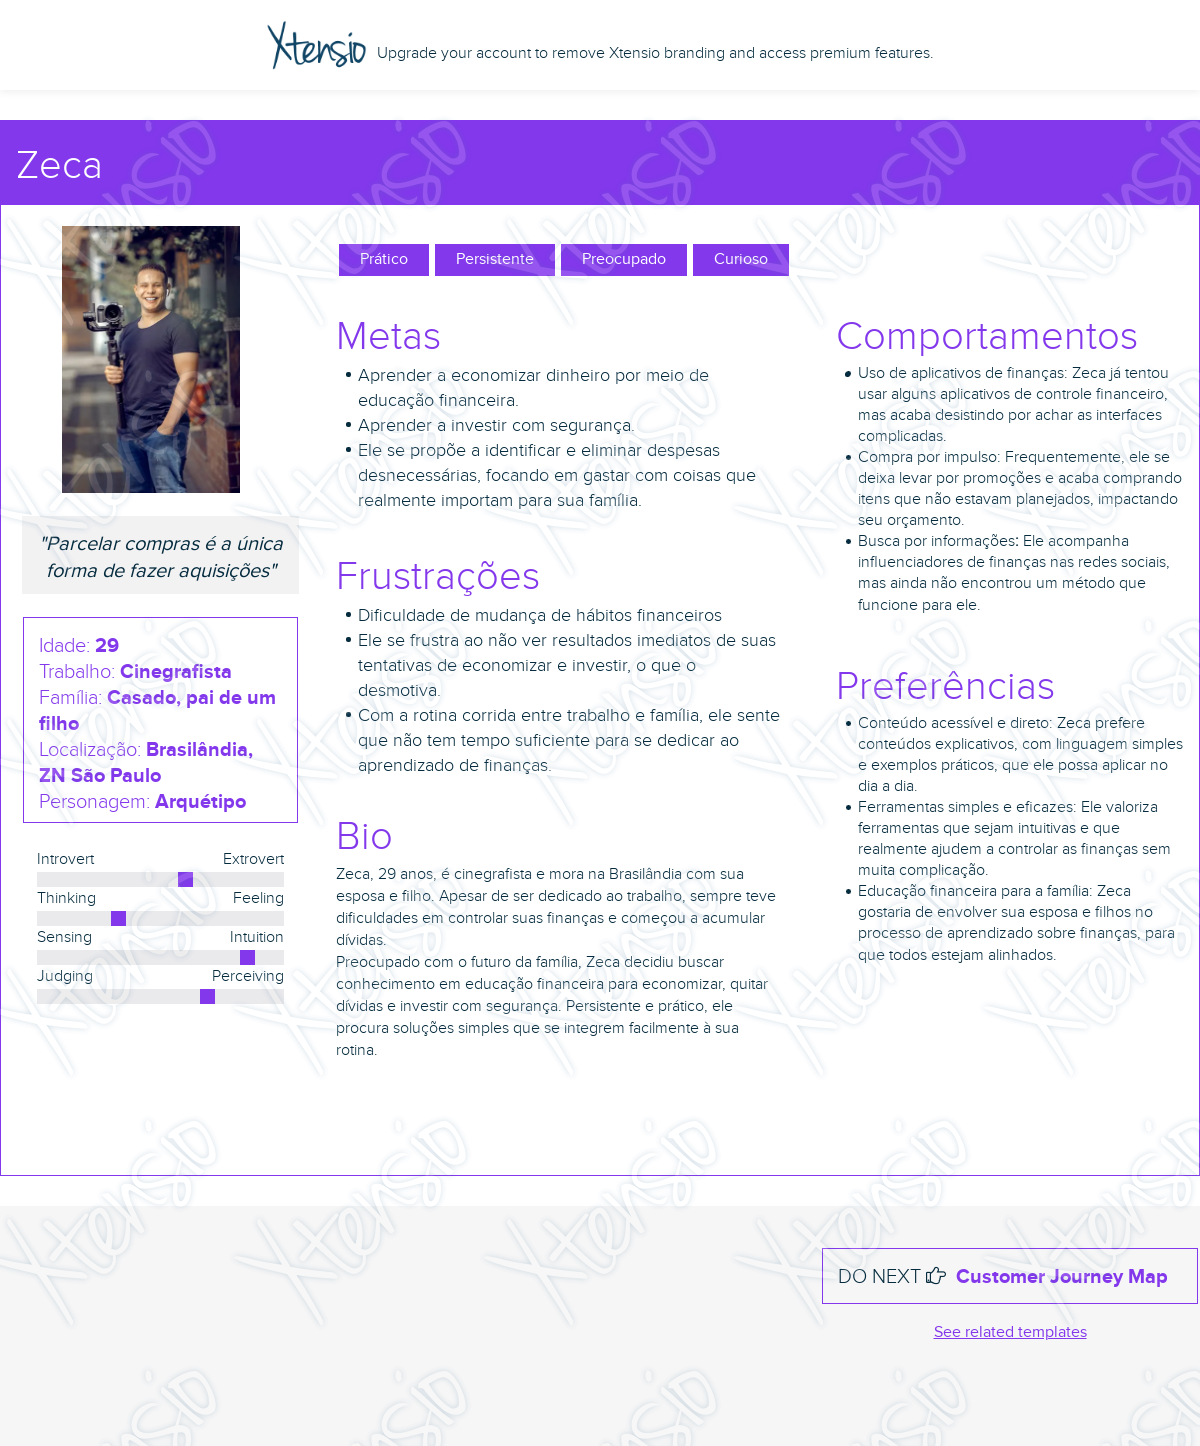 Xtensio Upgrade your account to remove Xtensio branding and access premium features.
Zeca
"Parcelar compras é a única
forma de fazer aquisições"
Idade: 29
Trabalho: Cinegrafista
Família: Casado, pai de um
filho
Localização: Brasilândia,
ZN São Paulo
Personagem: Arquétipo
Introvert Extrovert
Thinking Feeling
Sensing Intuition
Judging Perceiving
Prático Persistente Preocupado Curioso
Metas
• Aprender a economizar dinheiro por meio de
educação financeira.
• Aprender a investir com segurança.
• Ele se propõe a identificar e eliminar despesas
desnecessárias, focando em gastar com coisas que
realmente importam para sua família.
Frustrações
• Dificuldade de mudança de hábitos financeiros
• Ele se frustra ao não ver resultados imediatos de suas
tentativas de economizar e investir, o que o
desmotiva.
• Com a rotina corrida entre trabalho e família, ele sente
que não tem tempo suficiente para se dedicar ao
aprendizado de finanças.
Bio
Zeca, 29 anos, é cinegrafista e mora na Brasilândia com sua
esposa e filho. Apesar de ser dedicado ao trabalho, sempre teve
dificuldades em controlar suas finanças e começou a acumular
dívidas.
Preocupado com o futuro da família, Zeca decidiu buscar
conhecimento em educação financeira para economizar, quitar
dívidas e investir com segurança. Persistente e prático, ele
procura soluções simples que se integrem facilmente à sua
rotina.
Comportamentos
• Uso de aplicativos de finanças: Zeca já tentou
usar alguns aplicativos de controle financeiro,
mas acaba desistindo por achar as interfaces
complicadas.
• Compra por impulso: Frequentemente, ele se
deixa levar por promoções e acaba comprando
itens que não estavam planejados, impactando
seu orçamento.
• Busca por informações: Ele acompanha
influenciadores de finanças nas redes sociais,
mas ainda não encontrou um método que
funcione para ele.
Preferências
• Conteúdo acessível e direto: Zeca prefere
conteúdos explicativos, com linguagem simples
e exemplos práticos, que ele possa aplicar no
dia a dia.
• Ferramentas simples e eficazes: Ele valoriza
ferramentas que sejam intuitivas e que
realmente ajudem a controlar as finanças sem
muita complicação.
• Educação financeira para a família: Zeca
gostaria de envolver sua esposa e filhos no
processo de aprendizado sobre finanças, para
que todos estejam alinhados.
DO NEXT Customer Journey Map
See related templates